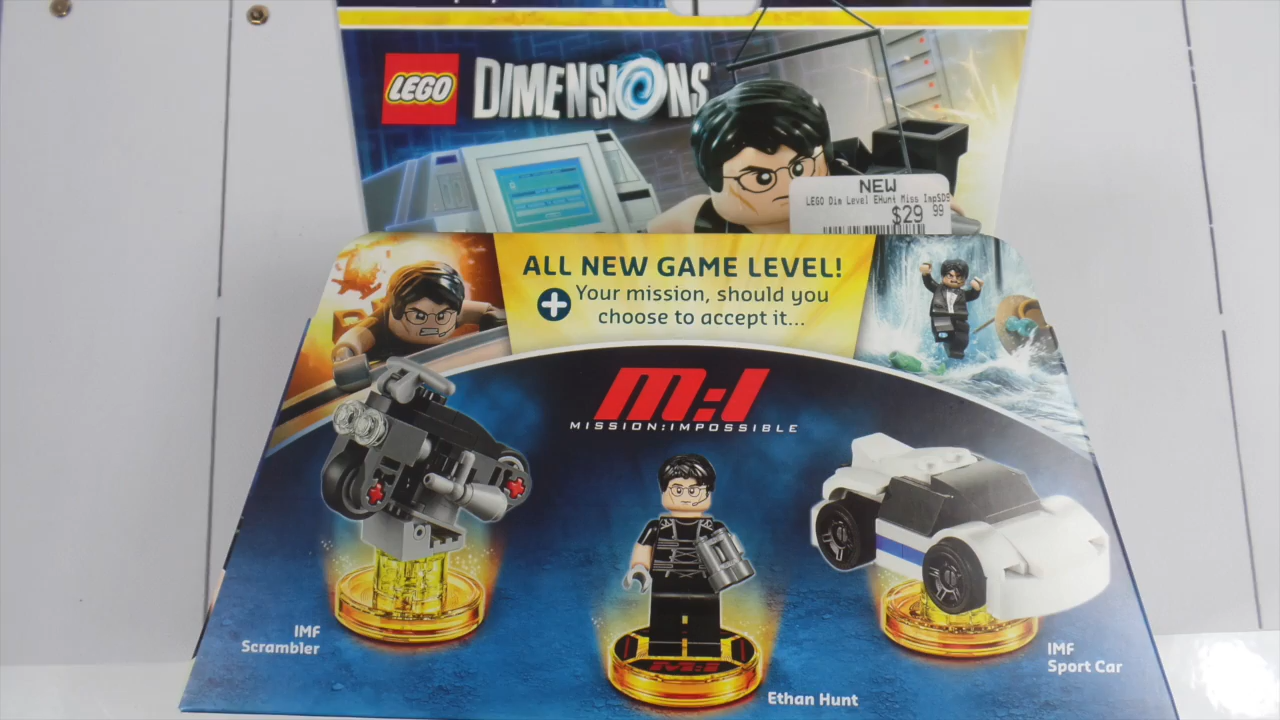 LEGO DIMENSIONS
NEW
LEGO Dim Level EHunt Miss ImpSDS
$29 99
ALL NEW GAME LEVEL!
+ Your mission, should you
choose to accept it...
M:I
MISSION:IMPOSSIBLE
M:I
IMF
Scrambler
Ethan Hunt
IMF
Sport Car